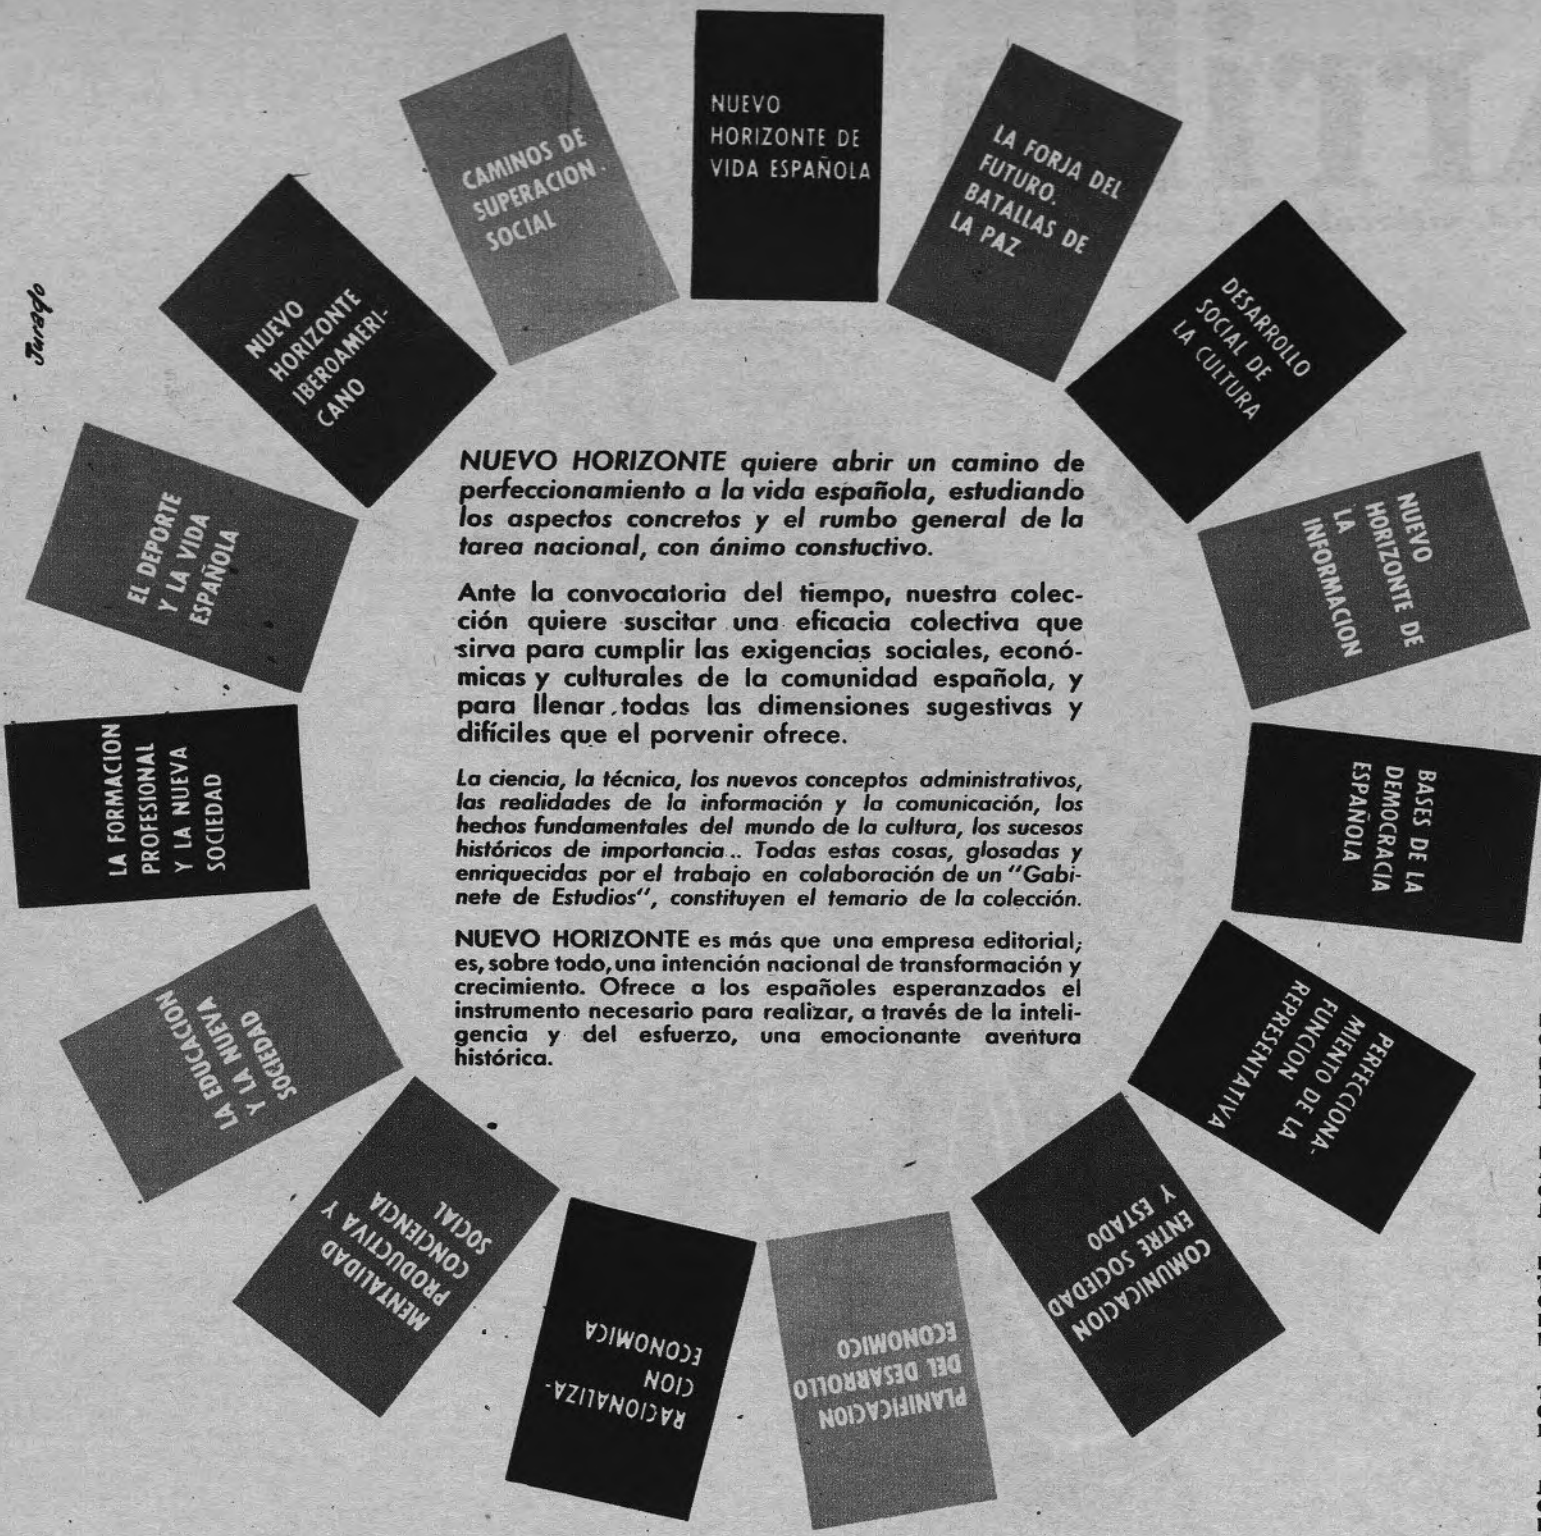 Jurado
NUEVO
HORIZONTE DE
VIDA ESPAÑOLA
LA FORJA DEL
FUTURO.
BATALLAS DE
LA PAZ
DESARROLLO
SOCIAL DE
LA CULTURA
NUEVO
HORIZONTE DE
LA
INFORMACION
BASES DE LA
DEMOCRACIA
ESPAÑOLA
PERFECCIONA-
MIENTO DE LA
FUNCION
REPRESENTATIVA
COMUNICACION
ENTRE SOCIEDAD
Y ESTADO
PLANIFICACION
DEL DESARROLLO
ECONOMICO
RACIONALIZA-
CION
ECONOMICA
MENTALIDAD
PRODUCTIVA Y
CONCIENCIA
SOCIAL
LA EDUCACION
Y LA NUEVA
SOCIEDAD
LA FORMACION
PROFESIONAL
Y LA NUEVA
SOCIEDAD
EL DEPORTE
Y LA VIDA
ESPAÑOLA
NUEVO
HORIZONTE
IBEROAMERI-
CANO
CAMINOS DE
SUPERACION
SOCIAL
NUEVO HORIZONTE quiere abrir un camino de
perfeccionamiento a la vida española, estudiando
los aspectos concretos y el rumbo general de la
tarea nacional, con ánimo constuctivo.
Ante la convocatoria del tiempo, nuestra colec-
ción quiere suscitar una eficacia colectiva que
sirva para cumplir las exigencias sociales, econó-
micas y culturales de la comunidad española, y
para llenar todas las dimensiones sugestivas y
difíciles que el porvenir ofrece.
La ciencia, la técnica, los nuevos conceptos administrativos,
las realidades de la información y la comunicación, los
hechos fundamentales del mundo de la cultura, los sucesos
históricos de importancia.. Todas estas cosas, glosadas y
enriquecidas por el trabajo en colaboración de un "Gabi-
nete de Estudios", constituyen el temario de la colección.
NUEVO HORIZONTE es más que una empresa editorial;
es, sobre todo, una intención nacional de transformación y
crecimiento. Ofrece a los españoles esperanzados el
instrumento necesario para realizar, a través de la inteli-
gencia y del esfuerzo, una emocionante aventura
histórica.